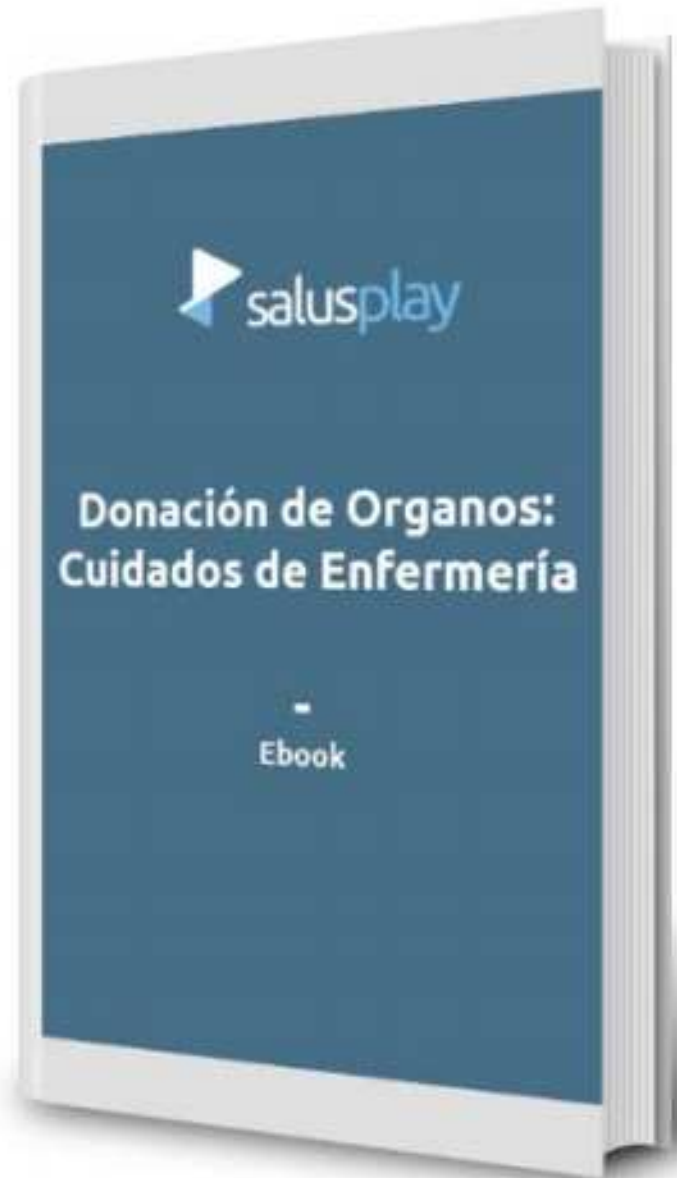 salusplay
Donación de Organos:
Cuidados de Enfermería
-
Ebook